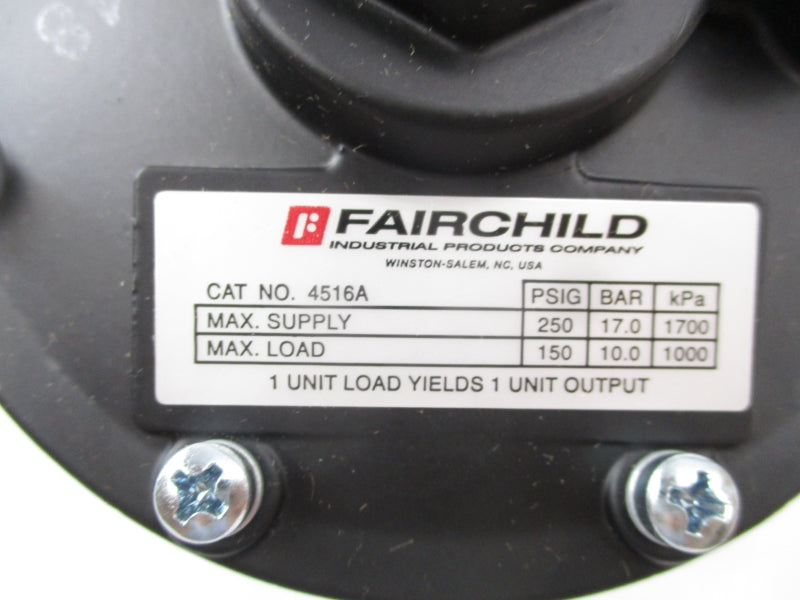 FAIRCHILD
INDUSTRIAL PRODUCTS COMPANY
WINSTON-SALEM, NC, USA
CAT NO. 4516A PSIG BAR kPa
MAX. SUPPLY 250 17.0 1700
MAX. LOAD 150 10.0 1000
1 UNIT LOAD YIELDS 1 UNIT OUTPUT